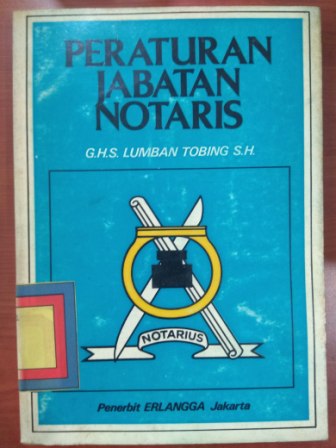 PERATURAN
JABATAN
NOTARIS
G.H.S. LUMBAN TOBING S.H.
NOTARIUS
Penerbit ERLANGGA Jakarta